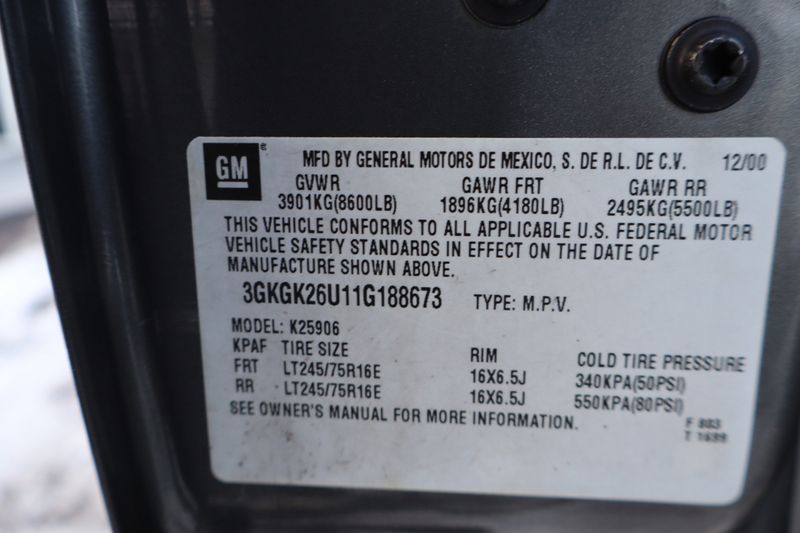 GM ® MFD BY GENERAL MOTORS DE MEXICO, S. DE R.L. DE C.V. 12/00
GVWR GAWR FRT GAWR RR
3901KG(8600LB) 1896KG(4180LB) 2495KG(5500LB)
THIS VEHICLE CONFORMS TO ALL APPLICABLE U.S. FEDERAL MOTOR
VEHICLE SAFETY STANDARDS IN EFFECT ON THE DATE OF
MANUFACTURE SHOWN ABOVE.
3GKGK26U11G188673 TYPE: M.P.V.
MODEL: K25906
KPAF TIRE SIZE RIM COLD TIRE PRESSURE
FRT LT245/75R16E 16X6.5J 340KPA(50PSI)
RR LT245/75R16E 16X6.5J 550KPA(80PSI)
SEE OWNER'S MANUAL FOR MORE INFORMATION.
F 883
T 1699